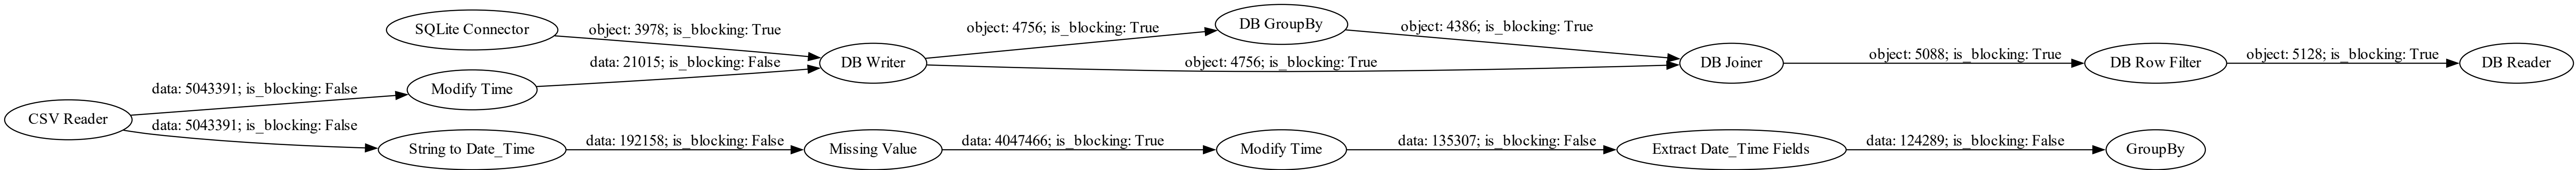 SQLite Connector
object: 3978; is_blocking: True
object: 4756; is_blocking: True
DB GroupBy
object: 4386; is_blocking: True
CSV Reader
data: 5043391; is_blocking: False
Modify Time
data: 21015; is_blocking: False
DB Writer
object: 4756; is_blocking: True
DB Joiner
object: 5088; is_blocking: True
DB Row Filter
object: 5128; is_blocking: True
DB Reader
data: 5043391; is_blocking: False
String to Date_Time
data: 192158; is_blocking: False
Missing Value
data: 4047466; is_blocking: True
Modify Time
data: 135307; is_blocking: False
Extract Date_Time Fields
data: 124289; is_blocking: False
GroupBy